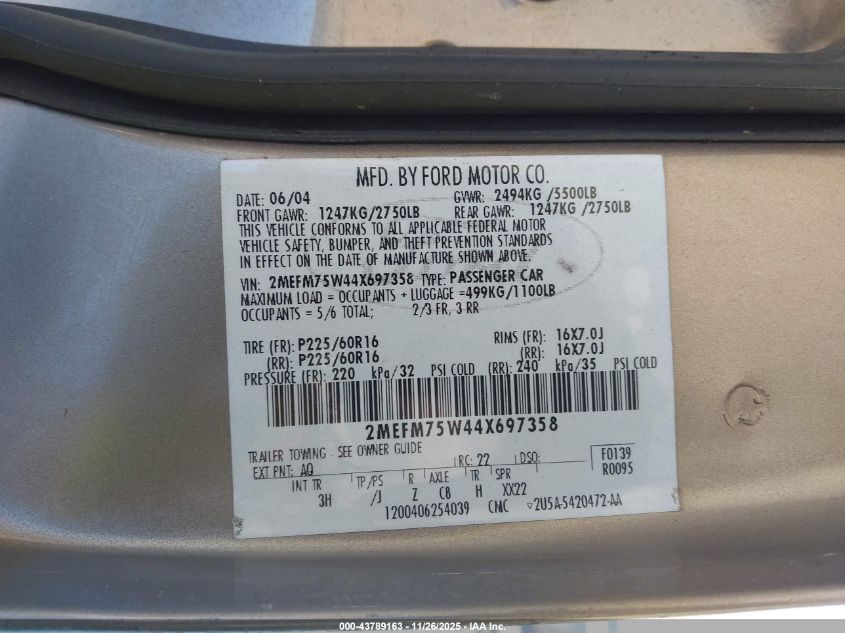 MFD. BY FORD MOTOR CO.
DATE: 06/04 GVWR: 2494KG /5500LB
FRONT GAWR: 1247KG/2750LB REAR GAWR: 1247KG /2750LB
THIS VEHICLE CONFORMS TO ALL APPLICABLE FEDERAL MOTOR
VEHICLE SAFETY, BUMPER, AND THEFT PREVENTION STANDARDS
IN EFFECT ON THE DATE OF MANUFACTURE SHOWN ABOVE.
VIN: 2MEFM75W44X697358 TYPE: PASSENGER CAR
MAXIMUM LOAD = OCCUPANTS + LUGGAGE =499KG/1100LB
OCCUPANTS = 5/6 TOTAL; 2/3 FR, 3 RR
TIRE (FR): P225/60R16 RIMS (FR): 16X7.0J
(RR): P225/60R16 (RR): 16X7.0J
PRESSURE (FR): 220 kPa/32 PSI COLD (RR): 240 kPa/35 PSI COLD
2MEFM75W44X697358
TRAILER TOWING - SEE OWNER GUIDE
EXT PNT: AQ RC: 22 DSO: F0139
R0095
INT TR TP/PS R AXLE TR SPR
3H /J Z C8 H XX22
1200406254039 CMC ▽2U5A-5420472-AA
000-43789163 - 11/26/2025 - IAA Inc.